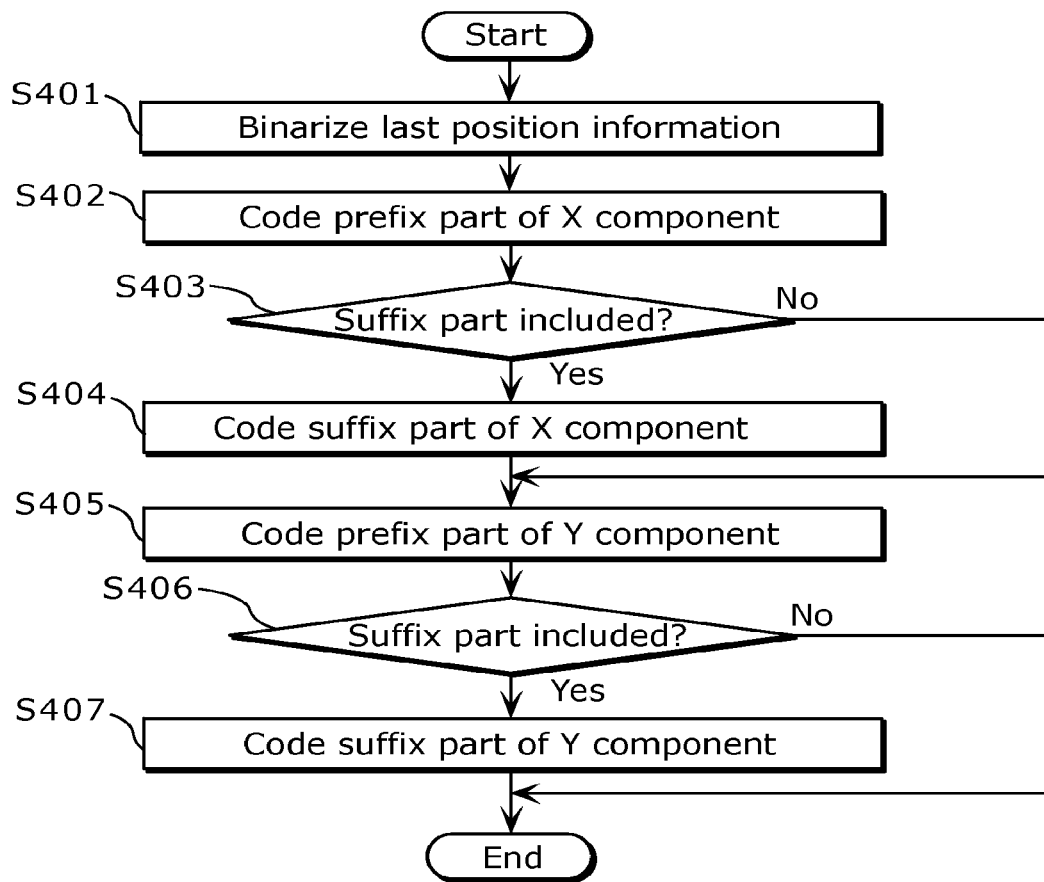 Start
S401
Binarize last position information
S402
Code prefix part of X component
S403
Suffix part included?
No
Yes
S404
Code suffix part of X component
S405
Code prefix part of Y component
S406
Suffix part included?
No
Yes
S407
Code suffix part of Y component
End